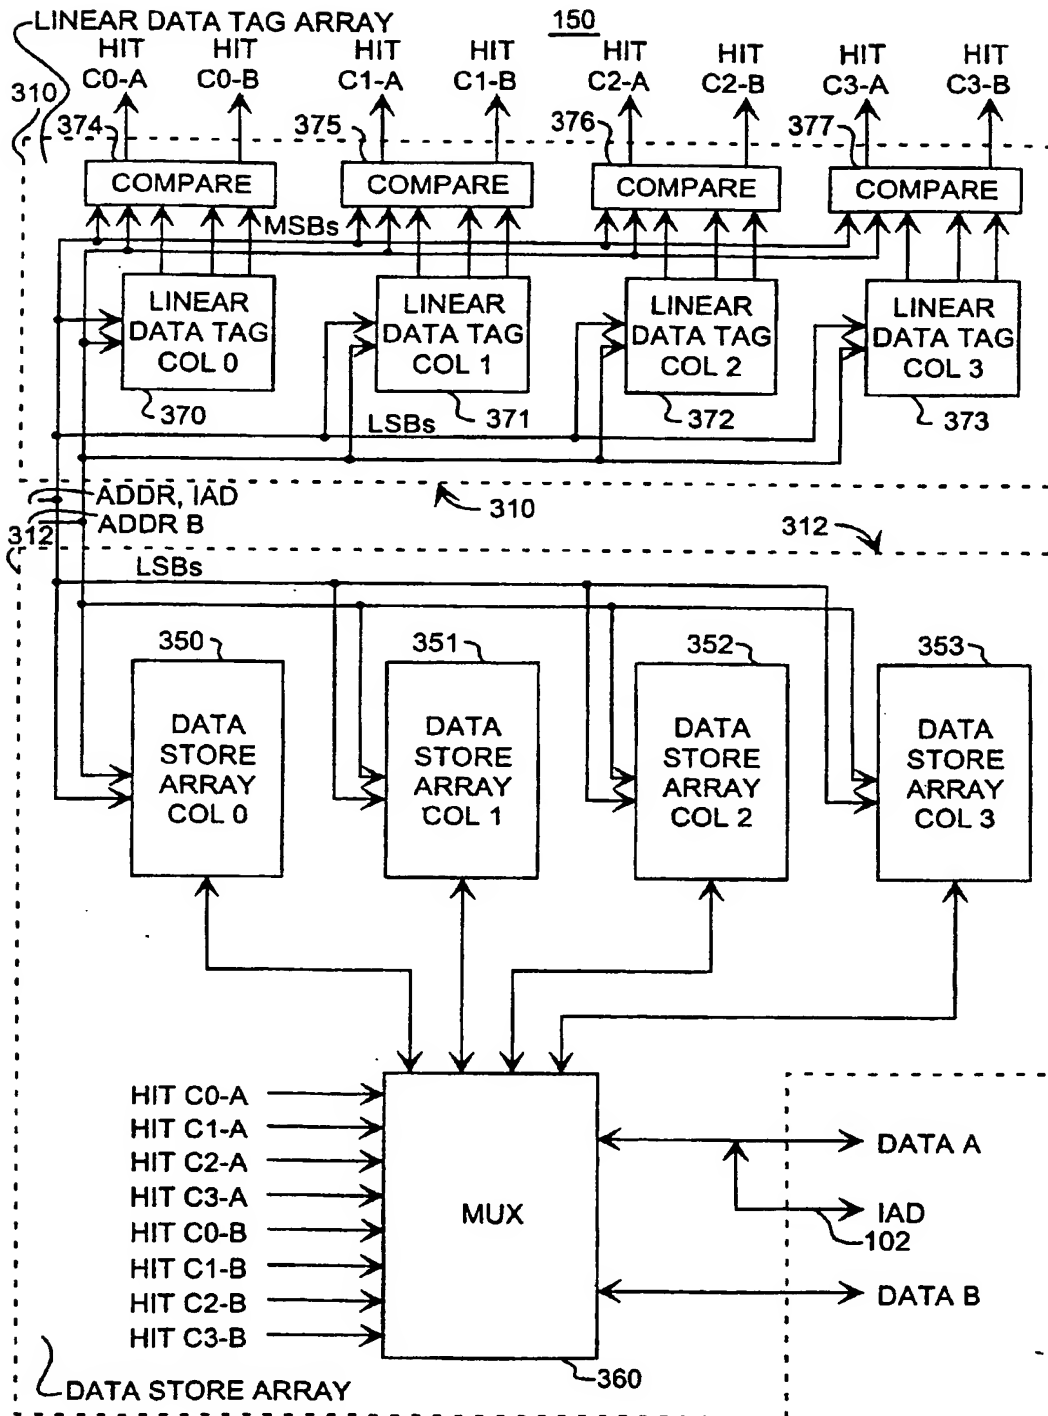 LINEAR DATA TAG ARRAY
150
HIT C0-A
HIT C0-B
HIT C1-A
HIT C1-B
HIT C2-A
HIT C2-B
HIT C3-A
HIT C3-B
310
374
375
376
377
COMPARE
COMPARE
COMPARE
COMPARE
MSBs
LINEAR
DATA TAG
COL 0
LINEAR
DATA TAG
COL 1
LINEAR
DATA TAG
COL 2
LINEAR
DATA TAG
COL 3
370
371
372
373
LSBs
ADDR, IAD
ADDR B
310
312
312
LSBs
350
351
352
353
DATA
STORE
ARRAY
COL 0
DATA
STORE
ARRAY
COL 1
DATA
STORE
ARRAY
COL 2
DATA
STORE
ARRAY
COL 3
HIT C0-A
HIT C1-A
HIT C2-A
HIT C3-A
HIT C0-B
HIT C1-B
HIT C2-B
HIT C3-B
MUX
DATA A
IAD
102
DATA B
360
DATA STORE ARRAY